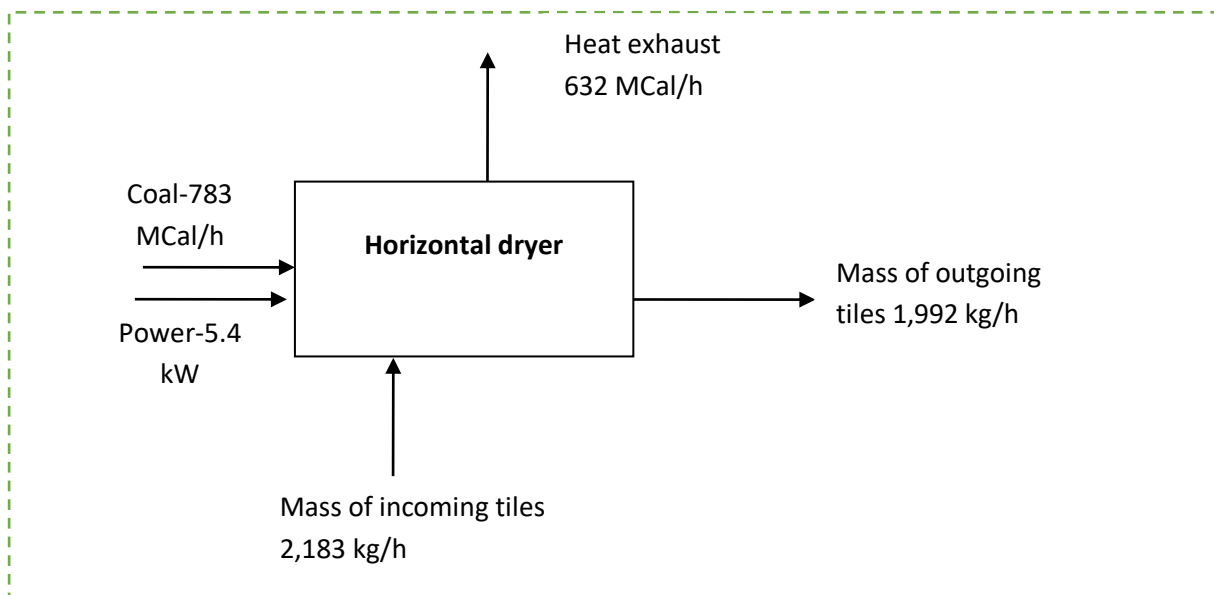 Heat exhaust
632 MCal/h
Coal-783
MCal/h
Horizontal dryer
Mass of outgoing
tiles 1,992 kg/h
Power-5.4
kW
Mass of incoming tiles
2,183 kg/h